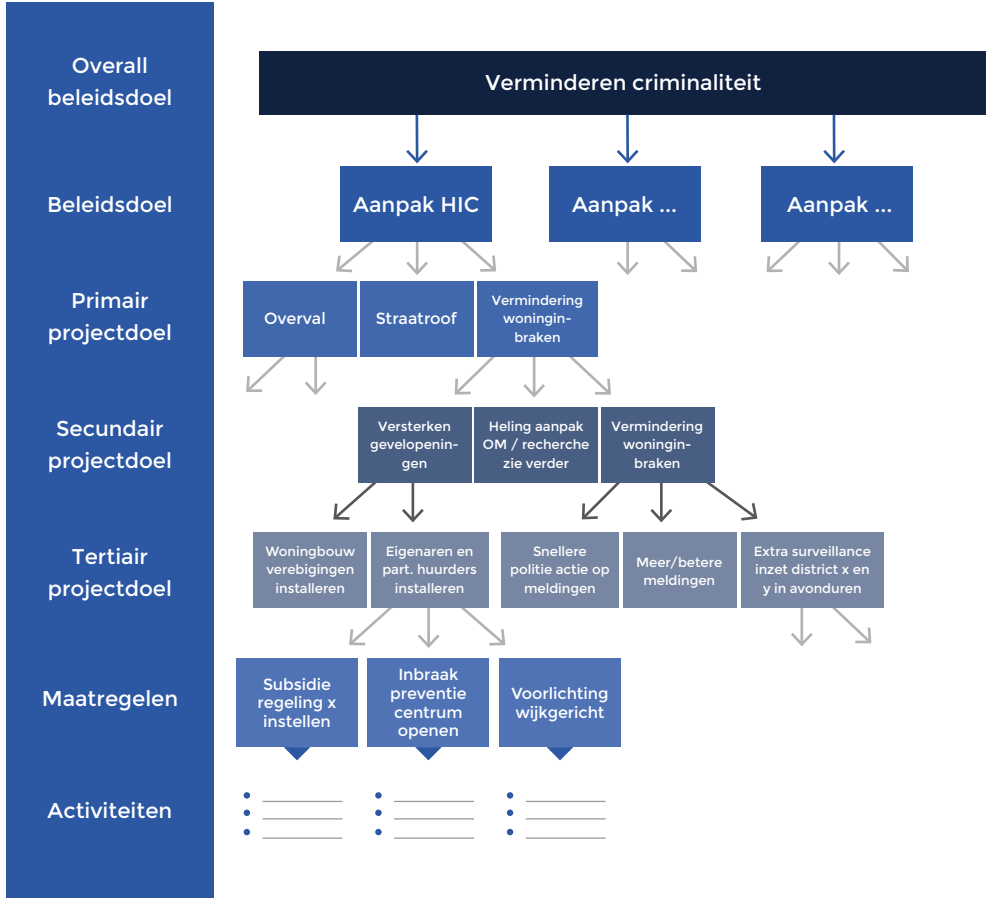 Overall
beleidsdoel
Verminderen criminaliteit
Beleidsdoel
Aanpak HIC
Aanpak ...
Aanpak ...
Primair
projectdoel
Overval
Straatroof
Vermindering
woningin-
braken
Secundair
projectdoel
Versterken
gevelopenin-
gen
Heling aanpak
OM / recherche
zie verder
Vermindering
woningin-
braken
Tertiair
projectdoel
Woningbouw
verebigingen
installeren
Eigenaren en
part. huurders
installeren
Snellere
politie actie op
meldingen
Meer/betere
meldingen
Extra surveillance
inzet district x en
y in avonduren
Maatregelen
Subsidie
regeling x
instellen
Inbraak
preventie
centrum
openen
Voorlichting
wijkgericht
Activiteiten